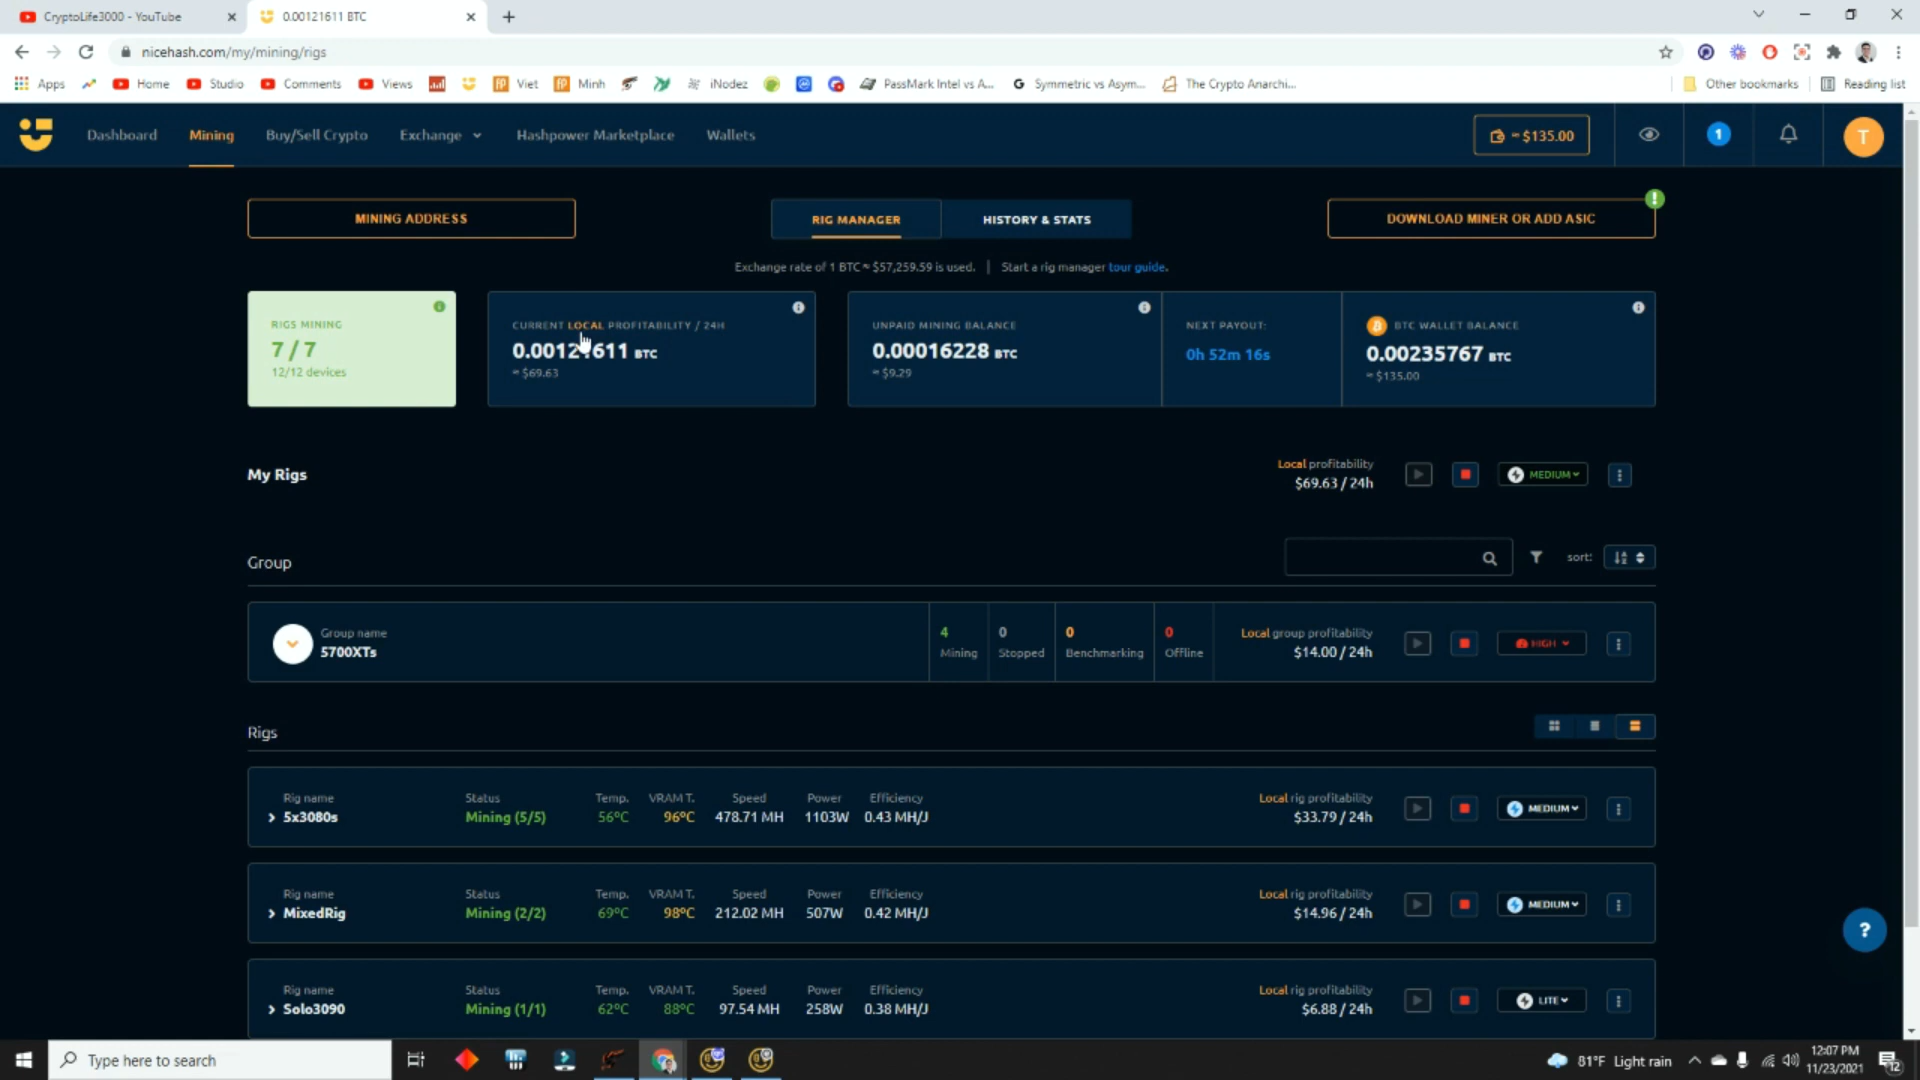 CryptoLife3000 - YouTube
0.00121611 BTC
nicehash.com/my/mining/rigs
Apps
Home
Studio
Comments
Views
Viet
Minh
iNodez
PassMark Intel vs A...
Symmetric vs Asym...
The Crypto Anarchi...
Other bookmarks
Reading list
Dashboard
Mining
Buy/Sell Crypto
Exchange
Hashpower Marketplace
Wallets
≈ $135.00
1
T
MINING ADDRESS
RIG MANAGER
HISTORY & STATS
DOWNLOAD MINER OR ADD ASIC
Exchange rate of 1 BTC ≈ $57,259.59 is used. | Start a rig manager tour guide.
RIGS MINING
7 / 7
12/12 devices
CURRENT LOCAL PROFITABILITY / 24H
0.00121611 BTC
≈ $69.63
UNPAID MINING BALANCE
0.00016228 BTC
≈ $9.29
NEXT PAYOUT:
0h 52m 16s
BTC WALLET BALANCE
0.00235767 BTC
≈ $135.00
My Rigs
Local profitability
$69.63 / 24h
MEDIUM
Group
sort:
Group name
5700XTs
4
Mining
0
Stopped
0
Benchmarking
0
Offline
Local group profitability
$14.00 / 24h
HIGH
Rigs
Rig name Status Temp. VRAM T. Speed Power Efficiency Local rig profitability
5x3080s Mining (5/5) 56°C 96°C 478.71 MH 1103W 0.43 MH/J $33.79 / 24h MEDIUM
Rig name Status Temp. VRAM T. Speed Power Efficiency Local rig profitability
MixedRig Mining (2/2) 69°C 98°C 212.02 MH 507W 0.42 MH/J $14.96 / 24h MEDIUM
Rig name Status Temp. VRAM T. Speed Power Efficiency Local rig profitability
Solo3090 Mining (1/1) 62°C 88°C 97.54 MH 258W 0.38 MH/J $6.88 / 24h LITE
?
Type here to search
81°F Light rain
12:07 PM
11/23/2021
12